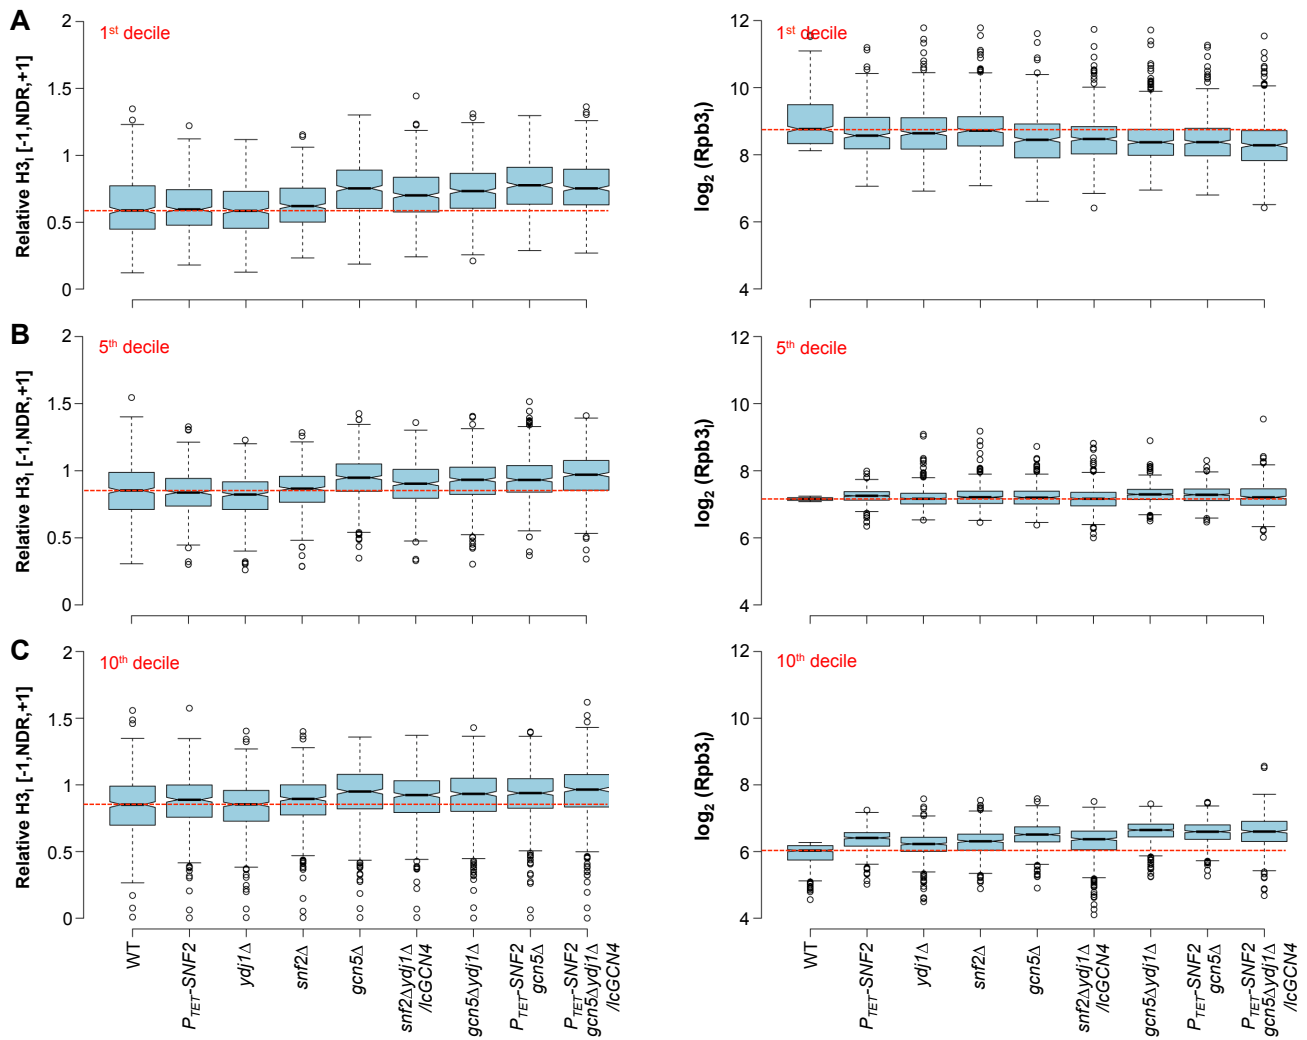 A
1st decile
Relative H3I [-1,NDR,+1]
2
1.5
1
0.5
0
1st decile
log2 (Rpb3I)
12
10
8
6
4
B
5th decile
Relative H3I [-1,NDR,+1]
2
1.5
1
0.5
0
5th decile
log2 (Rpb3I)
12
10
8
6
4
C
10th decile
Relative H3I [-1,NDR,+1]
2
1.5
1
0.5
0
10th decile
log2 (Rpb3I)
12
10
8
6
4
WT
PTET-SNF2
ydj1Δ
snf2Δ
gcn5Δ
snf2Δydj1Δ
/lcGCN4
gcn5Δydj1Δ
PTET-SNF2
gcn5Δ
PTET-SNF2
gcn5Δydj1Δ
/lcGCN4
WT
PTET-SNF2
ydj1Δ
snf2Δ
gcn5Δ
snf2Δydj1Δ
/lcGCN4
gcn5Δydj1Δ
PTET-SNF2
gcn5Δ
PTET-SNF2
gcn5Δydj1Δ
/lcGCN4